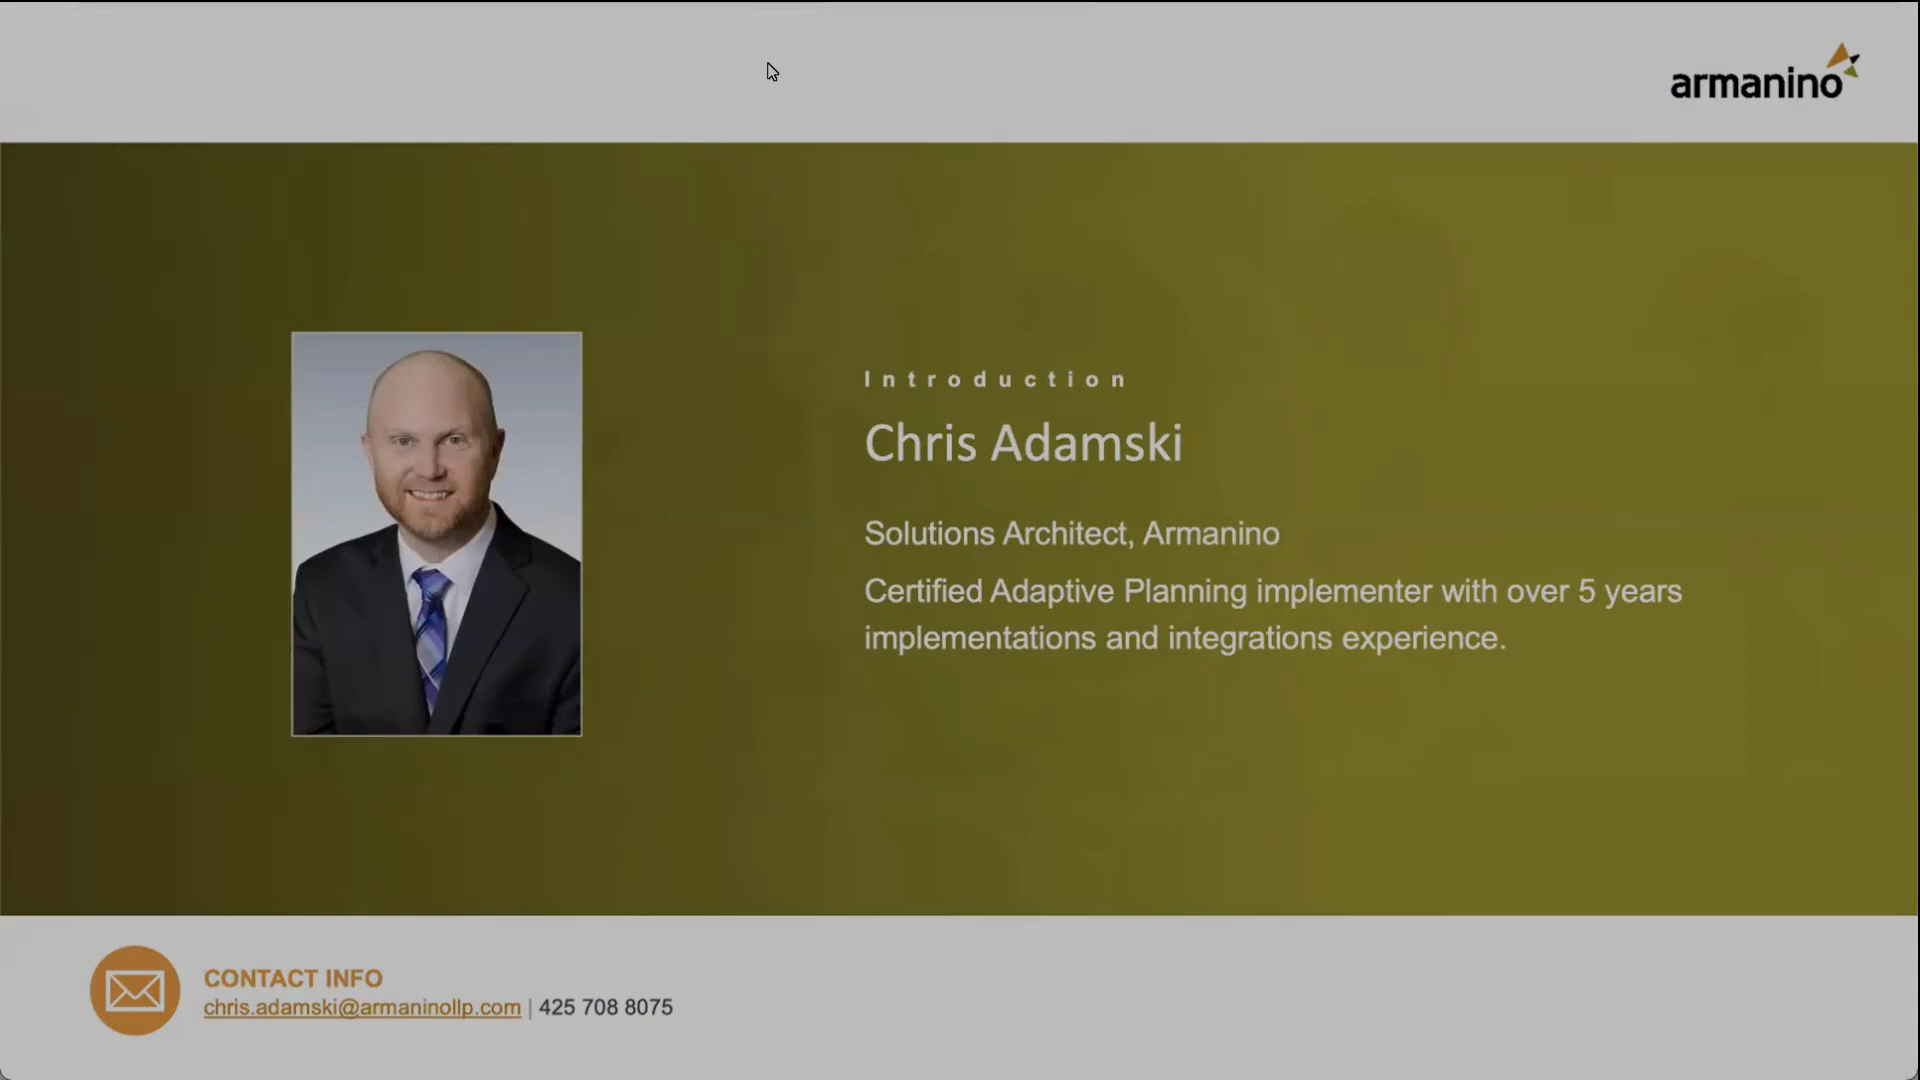 armanino
Introduction
Chris Adamski
Solutions Architect, Armanino
Certified Adaptive Planning implementer with over 5 years
implementations and integrations experience.
CONTACT INFO
chris.adamski@armaninollp.com | 425 708 8075